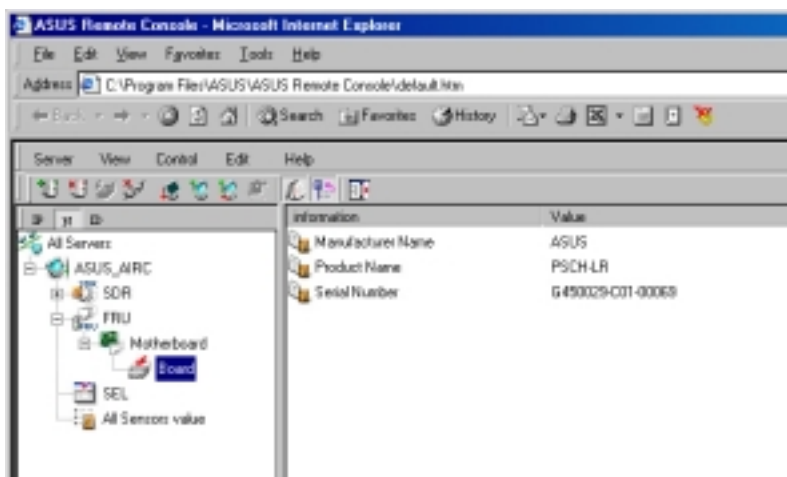 ASUS Remote Console - Microsoft Internet Explorer
File Edit View Favorites Tools Help
Address C:\Program Files\ASUS\ASUS Remote Console\default.htm
Back Search Favorites History
Server View Control Edit Help
Information Value
All Servers
Manufacturer Name ASUS
ASUS_AIRC
Product Name PSCH-LR
SDR
Serial Number G450029-C01-00069
FRU
Motherboard
Board
SEL
All Sensors value